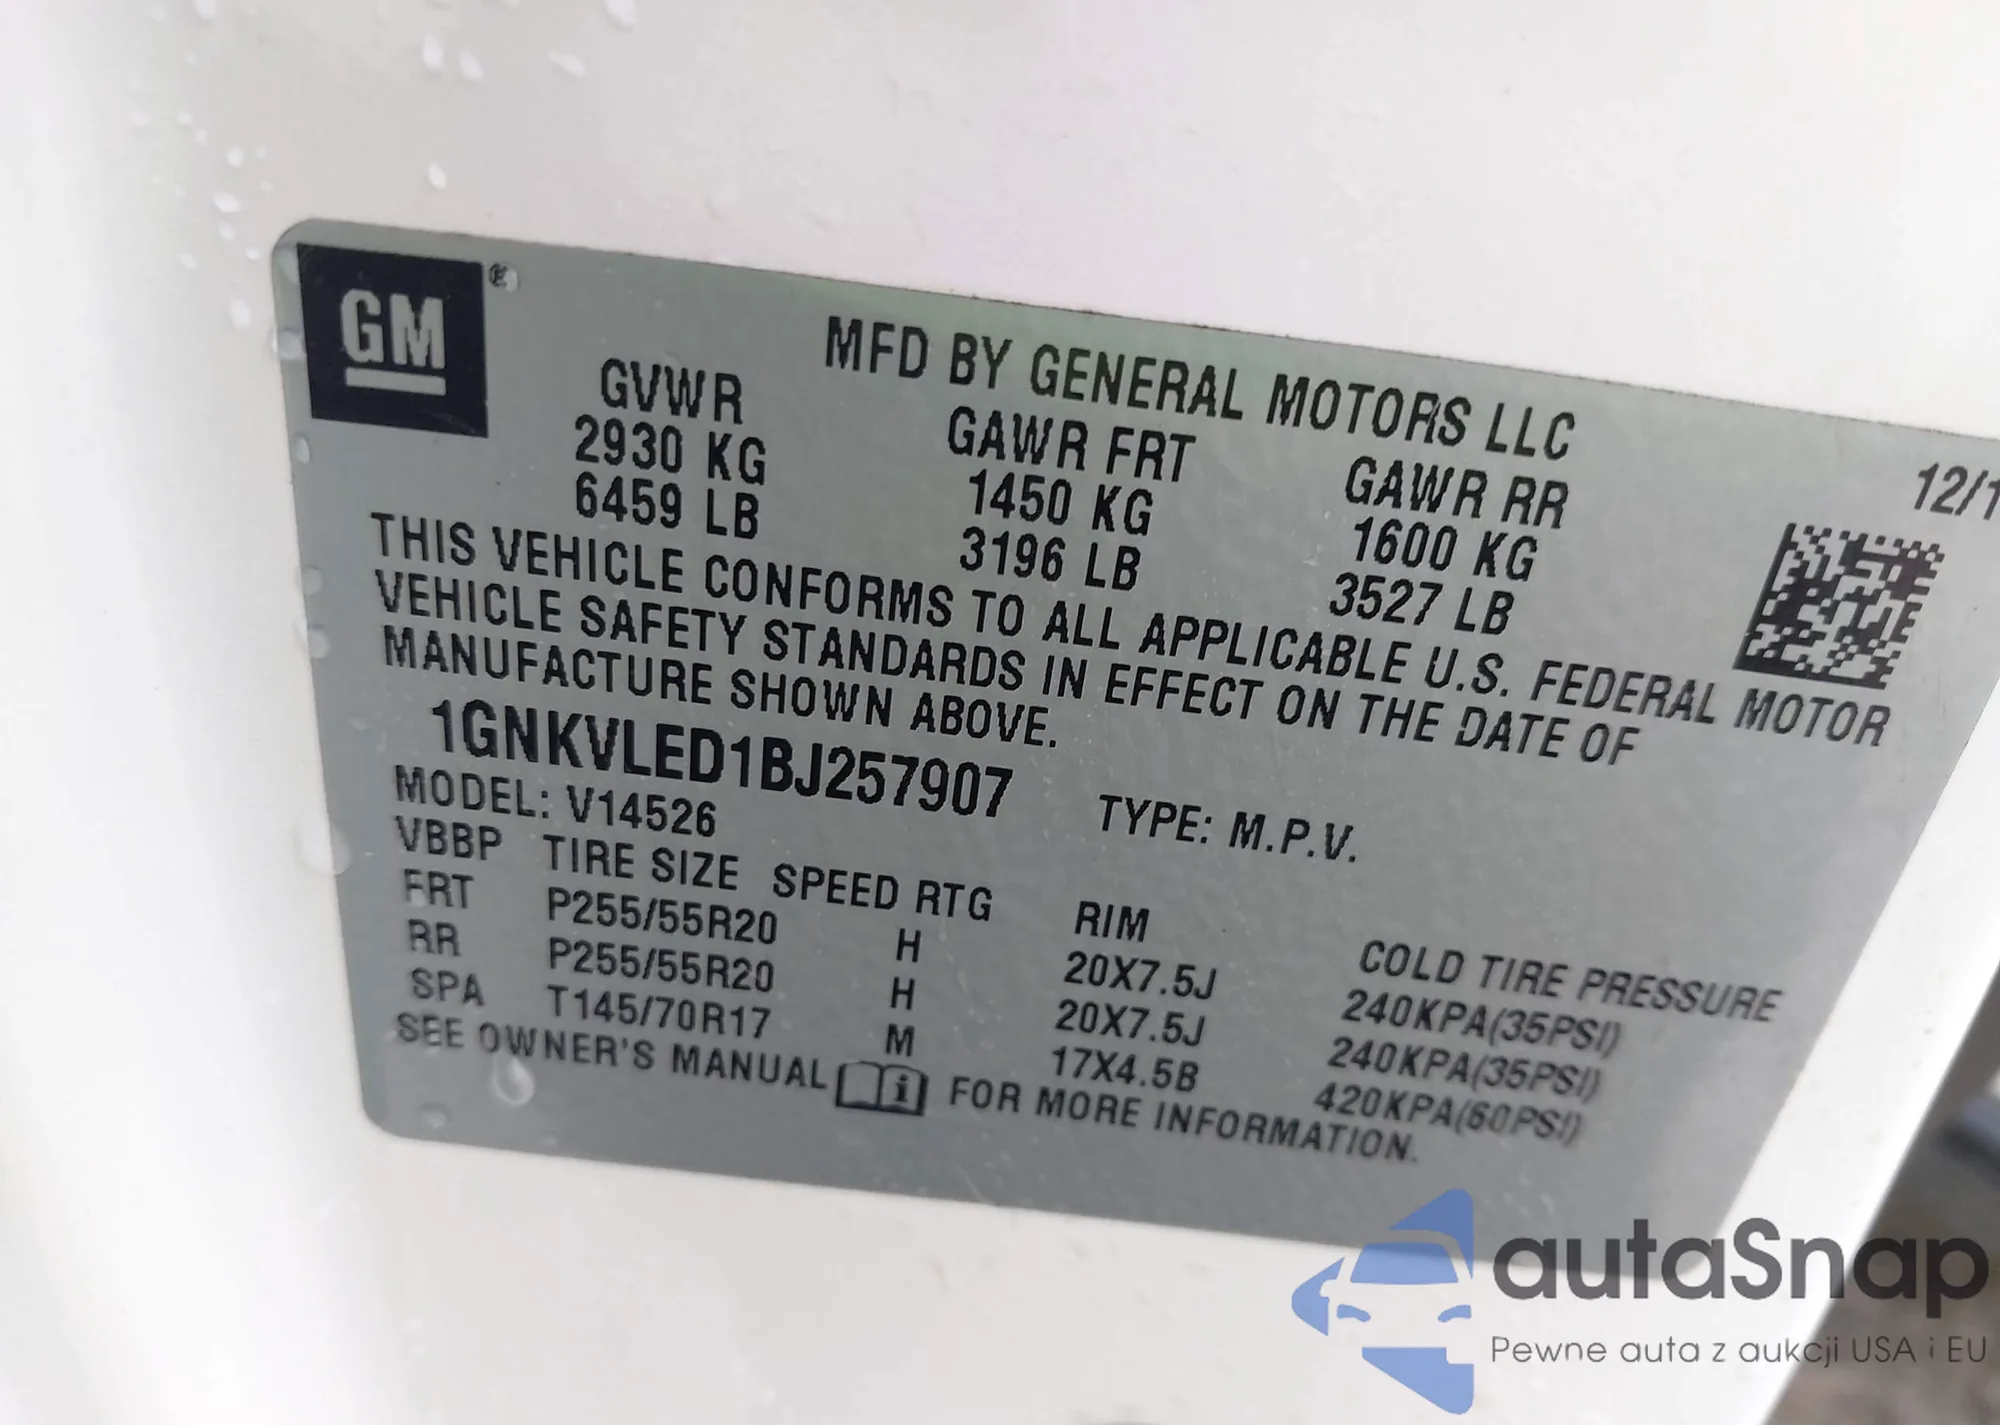 GM ®
MFD BY GENERAL MOTORS LLC
12/1
GVWR GAWR FRT GAWR RR
2930 KG 1450 KG 1600 KG
6459 LB 3196 LB 3527 LB
THIS VEHICLE CONFORMS TO ALL APPLICABLE U.S. FEDERAL MOTOR
VEHICLE SAFETY STANDARDS IN EFFECT ON THE DATE OF
MANUFACTURE SHOWN ABOVE.
1GNKVLED1BJ257907 TYPE: M.P.V.
MODEL: V14526
VBBP TIRE SIZE SPEED RTG RIM COLD TIRE PRESSURE
FRT P255/55R20 H 20X7.5J 240KPA(35PSI)
RR P255/55R20 H 20X7.5J 240KPA(35PSI)
SPA T145/70R17 M 17X4.5B 420KPA(60PSI)
SEE OWNER'S MANUAL i FOR MORE INFORMATION.
autaSnap
Pewne auta z aukcji USA i EU